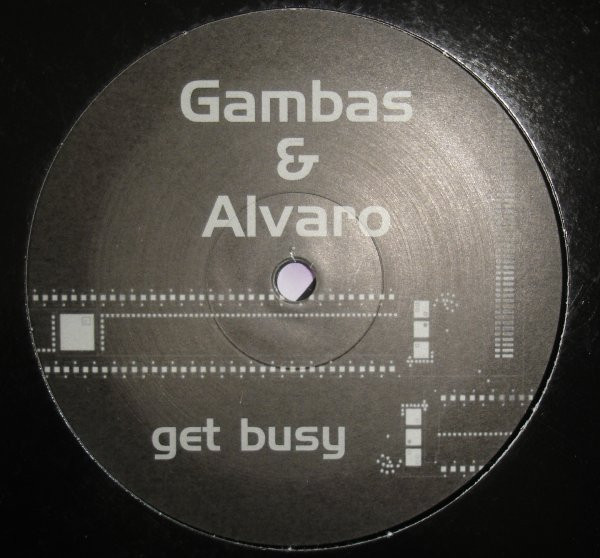 Gambas
&
Alvaro
get busy